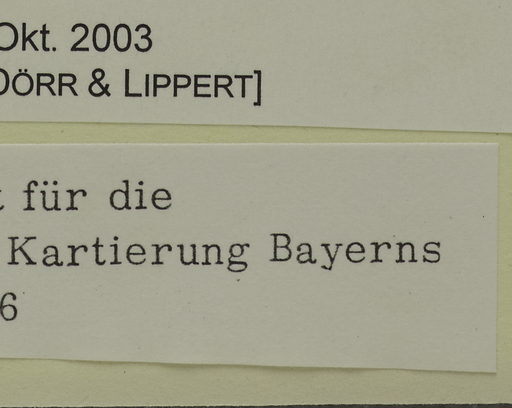 Okt. 2003
DÖRR & LIPPERT]
für die
Kartierung Bayerns
6